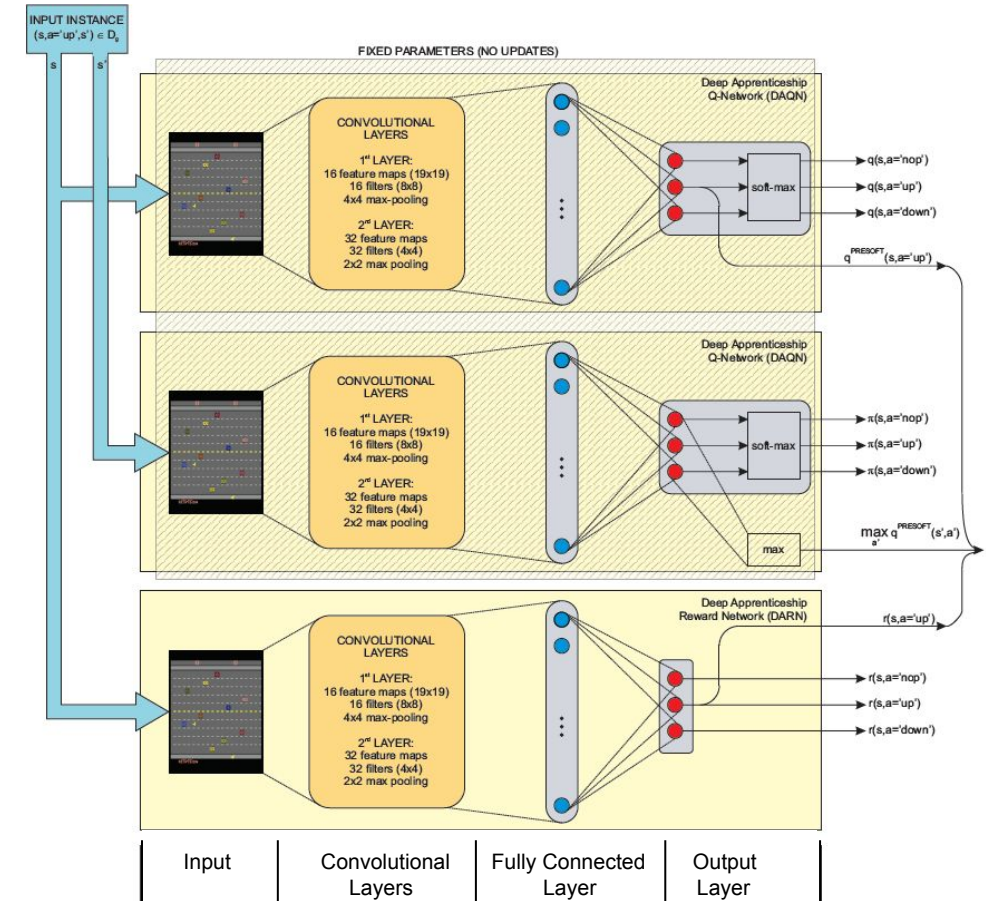 INPUT INSTANCE
(s,a='up',s') ∈ Ds
s s'
FIXED PARAMETERS (NO UPDATES)
Deep Apprenticeship
Q-Network (DAQN)
CONVOLUTIONAL
LAYERS
1st LAYER:
16 feature maps (19x19)
16 filters (8x8)
4x4 max-pooling
2nd LAYER:
32 feature maps
32 filters (4x4)
2x2 max pooling
soft-max
q(s,a='nop')
q(s,a='up')
q(s,a='down')
qPRESOFT(s,a='up')
Deep Apprenticeship
Q-Network (DAQN)
CONVOLUTIONAL
LAYERS
1st LAYER:
16 feature maps (19x19)
16 filters (8x8)
4x4 max-pooling
2nd LAYER:
32 feature maps
32 filters (4x4)
2x2 max pooling
soft-max
π(s,a='nop')
π(s,a='up')
π(s,a='down')
max
max qPRESOFT(s',a')
a'
Deep Apprenticeship
Reward Network (DARN)
CONVOLUTIONAL
LAYERS
1st LAYER:
16 feature maps (19x19)
16 filters (8x8)
4x4 max-pooling
2nd LAYER:
32 feature maps
32 filters (4x4)
2x2 max pooling
r(s,a='up')
r(s,a='nop')
r(s,a='up')
r(s,a='down')
Input Convolutional Fully Connected Output
Layers Layer Layer